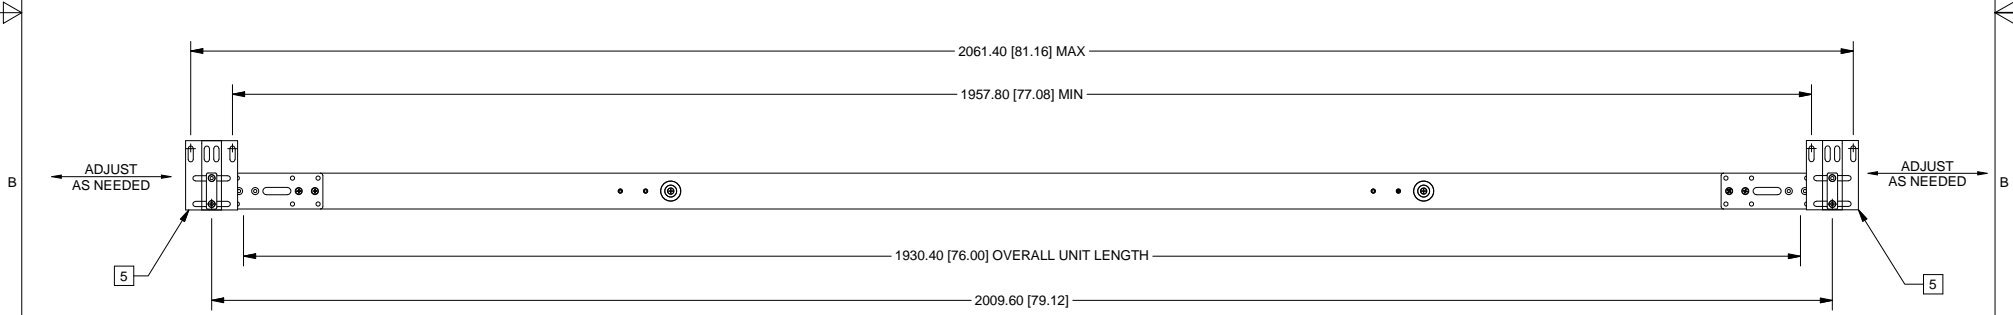 2061.40 [81.16] MAX
1957.80 [77.08] MIN
ADJUST
AS NEEDED
ADJUST
AS NEEDED
B
B
1930.40 [76.00] OVERALL UNIT LENGTH
5
5
2009.60 [79.12]